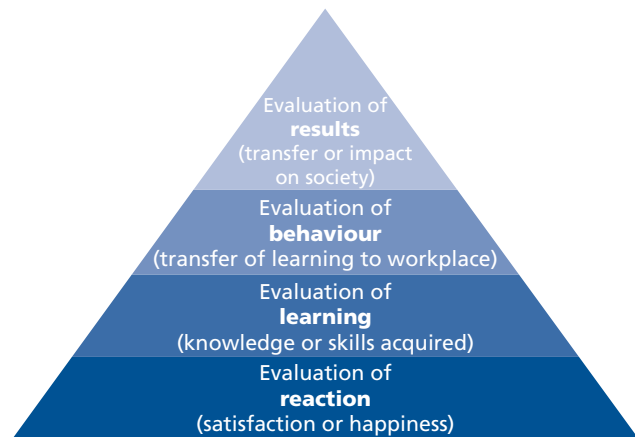 Evaluation of
results
(transfer or impact
on society)
Evaluation of
behaviour
(transfer of learning to workplace)
Evaluation of
learning
(knowledge or skills acquired)
Evaluation of
reaction
(satisfaction or happiness)